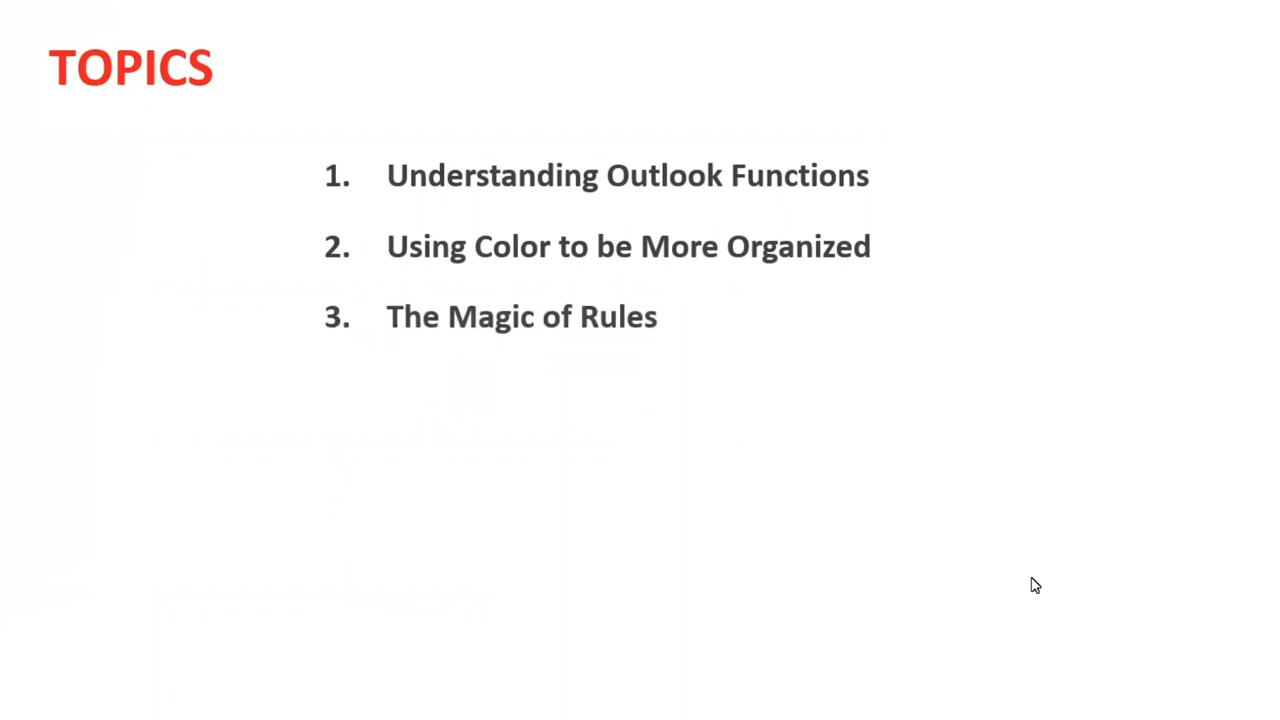 TOPICS
1. Understanding Outlook Functions
2. Using Color to be More Organized
3. The Magic of Rules